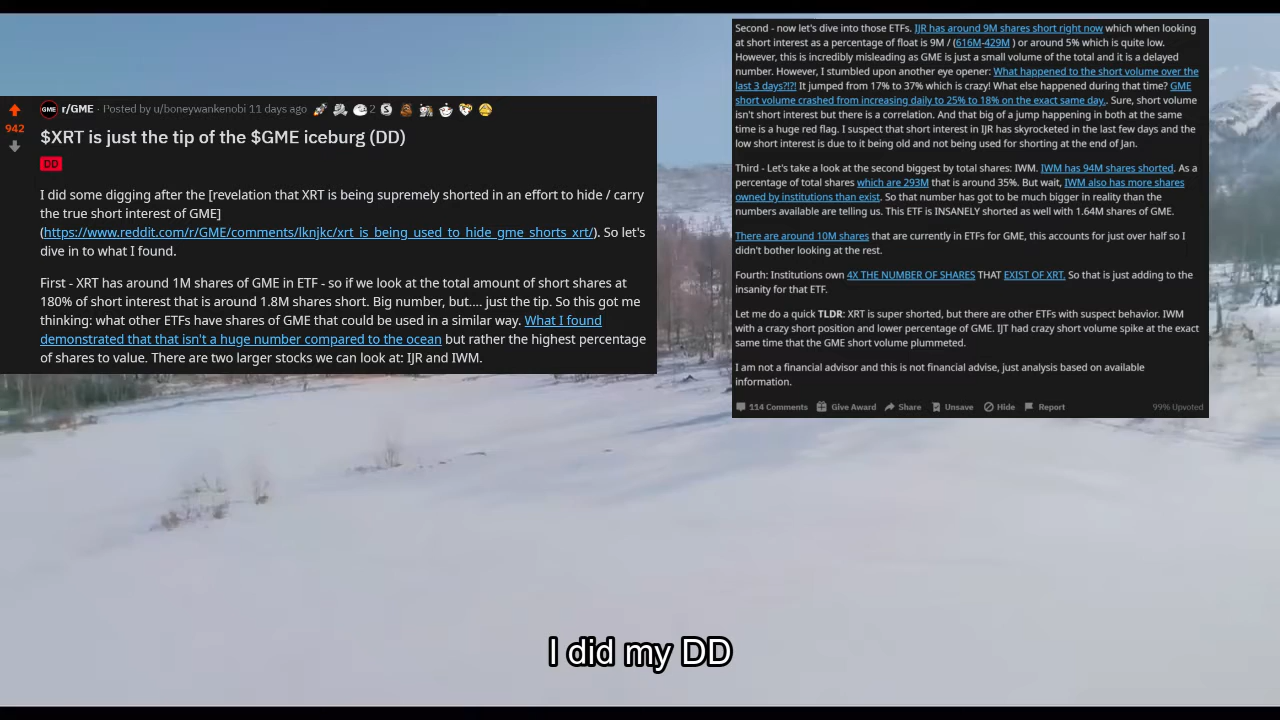 r/GME · Posted by u/boneywankenobi 11 days ago 2
942
$XRT is just the tip of the $GME iceburg (DD)
DD
I did some digging after the [revelation that XRT is being supremely shorted in an effort to hide / carry
the true short interest of GME]
(https://www.reddit.com/r/GME/comments/lknjkc/xrt_is_being_used_to_hide_gme_shorts_xrt/). So let's
dive in to what I found.
First - XRT has around 1M shares of GME in ETF - so if we look at the total amount of short shares at
180% of short interest that is around 1.8M shares short. Big number, but.... just the tip. So this got me
thinking: what other ETFs have shares of GME that could be used in a similar way. What I found
demonstrated that that isn't a huge number compared to the ocean but rather the highest percentage
of shares to value. There are two larger stocks we can look at: IJR and IWM.
Second - now let's dive into those ETFs. IJR has around 9M shares short right now which when looking
at short interest as a percentage of float is 9M / (616M-429M ) or around 5% which is quite low.
However, this is incredibly misleading as GME is just a small volume of the total and it is a delayed
number. However, I stumbled upon another eye opener: What happened to the short volume over the
last 3 days?!?! It jumped from 17% to 37% which is crazy! What else happened during that time? GME
short volume crashed from increasing daily to 25% to 18% on the exact same day,. Sure, short volume
isn't short interest but there is a correlation. And that big of a jump happening in both at the same
time is a huge red flag. I suspect that short interest in IJR has skyrocketed in the last few days and the
low short interest is due to it being old and not being used for shorting at the end of Jan.
Third - Let's take a look at the second biggest by total shares: IWM. IWM has 94M shares shorted. As a
percentage of total shares which are 293M that is around 35%. But wait, IWM also has more shares
owned by institutions than exist. So that number has got to be much bigger in reality than the
numbers available are telling us. This ETF is INSANELY shorted as well with 1.64M shares of GME.
There are around 10M shares that are currently in ETFs for GME, this accounts for just over half so I
didn't bother looking at the rest.
Fourth: Institutions own 4X THE NUMBER OF SHARES THAT EXIST OF XRT. So that is just adding to the
insanity for that ETF.
Let me do a quick TLDR: XRT is super shorted, but there are other ETFs with suspect behavior. IWM
with a crazy short position and lower percentage of GME. IJT had crazy short volume spike at the exact
same time that the GME short volume plummeted.
I am not a financial advisor and this is not financial advise, just analysis based on available
information.
114 Comments Give Award Share Unsave Hide Report 99% Upvoted
I did my DD